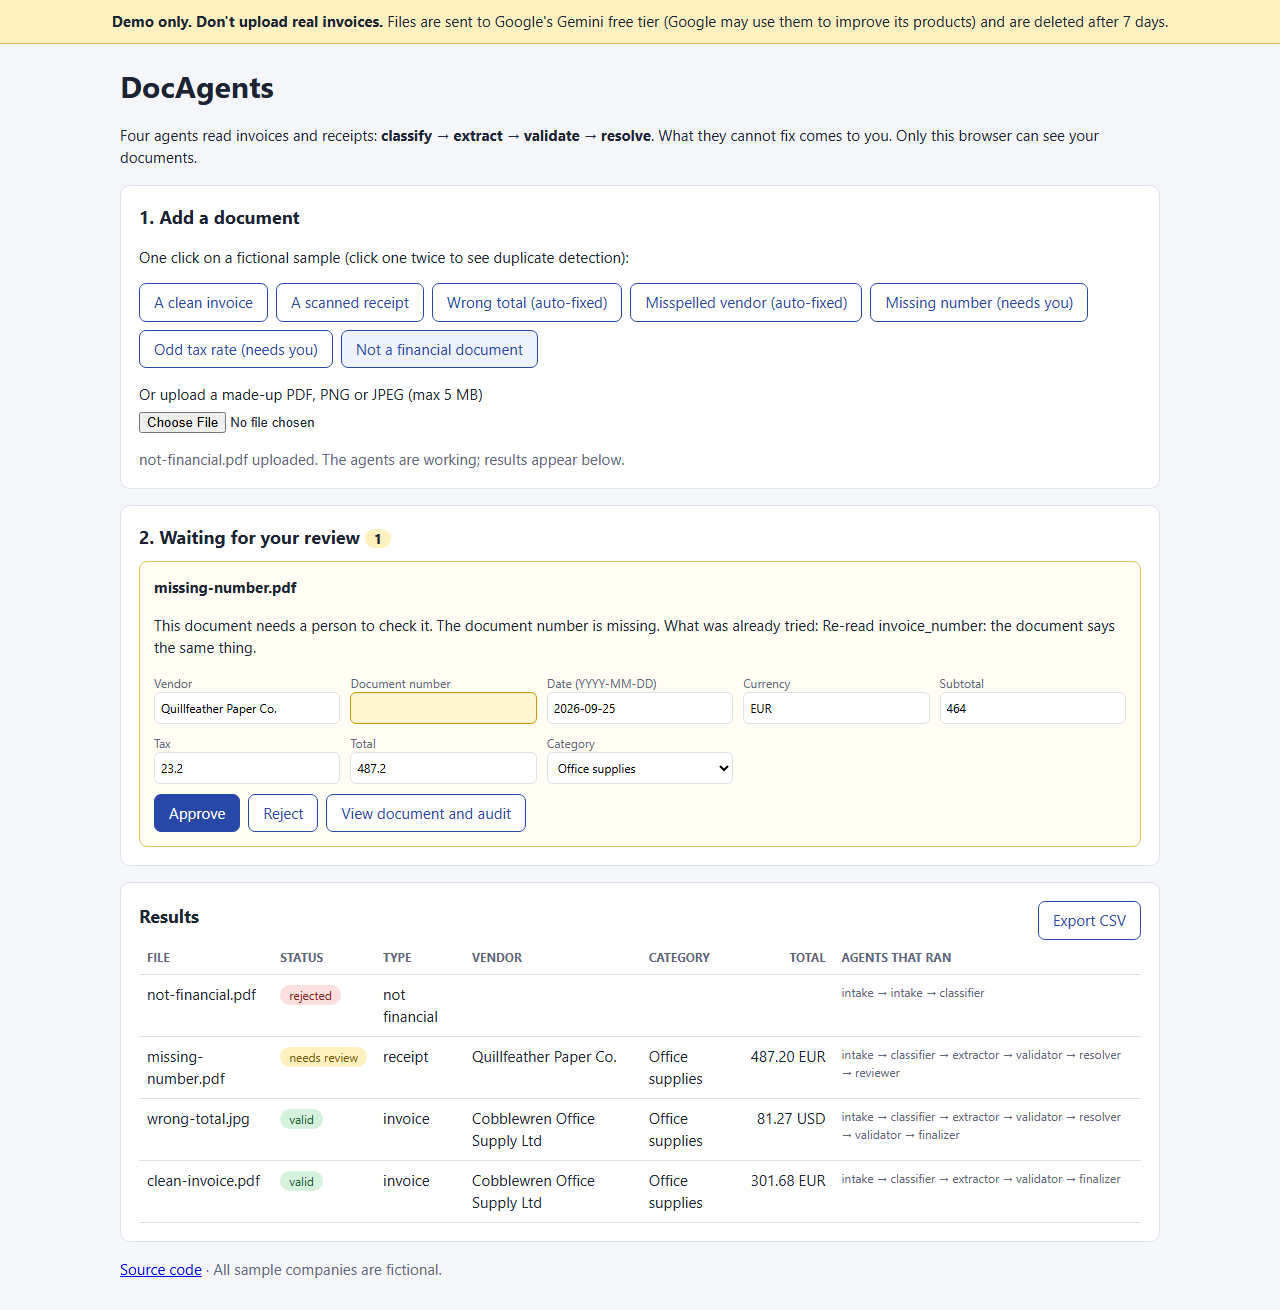 Demo only. Don't upload real invoices. Files are sent to Google's Gemini free tier (Google may use them to improve its products) and are deleted after 7 days.
DocAgents
Four agents read invoices and receipts: classify → extract → validate → resolve. What they cannot fix comes to you. Only this browser can see your
documents.
1. Add a document
One click on a fictional sample (click one twice to see duplicate detection):
A clean invoice
A scanned receipt
Wrong total (auto-fixed)
Misspelled vendor (auto-fixed)
Missing number (needs you)
Odd tax rate (needs you)
Not a financial document
Or upload a made-up PDF, PNG or JPEG (max 5 MB)
Choose File No file chosen
not-financial.pdf uploaded. The agents are working; results appear below.
2. Waiting for your review 1
missing-number.pdf
This document needs a person to check it. The document number is missing. What was already tried: Re-read invoice_number: the document says
the same thing.
Vendor Document number Date (YYYY-MM-DD) Currency Subtotal
Quillfeather Paper Co. 2026-09-25 EUR 464
Tax Total Category
23.2 487.2 Office supplies
Approve Reject View document and audit
Results Export CSV
FILE STATUS TYPE VENDOR CATEGORY TOTAL AGENTS THAT RAN
not-financial.pdf rejected not intake → intake → classifier
financial
missing- needs review receipt Quillfeather Paper Co. Office 487.20 EUR intake → classifier → extractor → validator → resolver
number.pdf supplies → reviewer
wrong-total.jpg valid invoice Cobblewren Office Office 81.27 USD intake → classifier → extractor → validator → resolver
Supply Ltd supplies → validator → finalizer
clean-invoice.pdf valid invoice Cobblewren Office Office 301.68 EUR intake → classifier → extractor → validator → finalizer
Supply Ltd supplies
Source code · All sample companies are fictional.